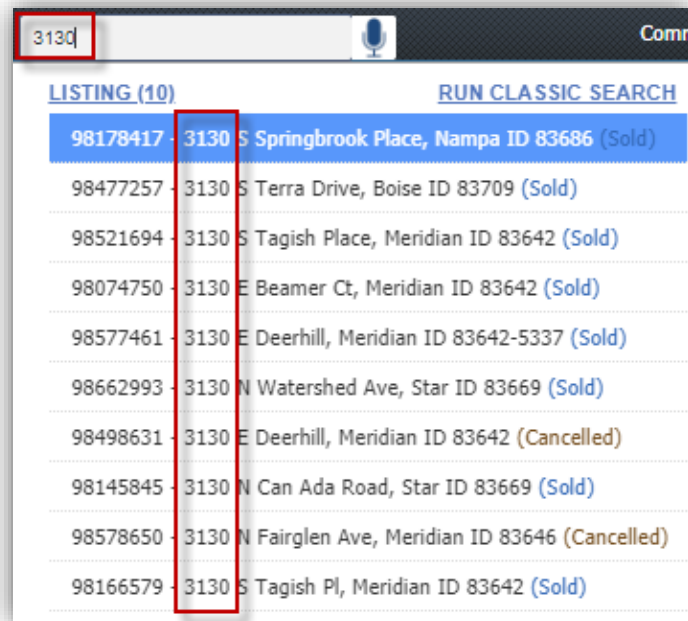 3130
Comm
LISTING (10) RUN CLASSIC SEARCH
98178417 - 3130 S Springbrook Place, Nampa ID 83686 (Sold)
98477257 - 3130 S Terra Drive, Boise ID 83709 (Sold)
98521694 - 3130 S Tagish Place, Meridian ID 83642 (Sold)
98074750 - 3130 E Beamer Ct, Meridian ID 83642 (Sold)
98577461 - 3130 E Deerhill, Meridian ID 83642-5337 (Sold)
98662993 - 3130 N Watershed Ave, Star ID 83669 (Sold)
98498631 - 3130 E Deerhill, Meridian ID 83642 (Cancelled)
98145845 - 3130 N Can Ada Road, Star ID 83669 (Sold)
98578650 - 3130 N Fairglen Ave, Meridian ID 83646 (Cancelled)
98166579 - 3130 S Tagish Pl, Meridian ID 83642 (Sold)